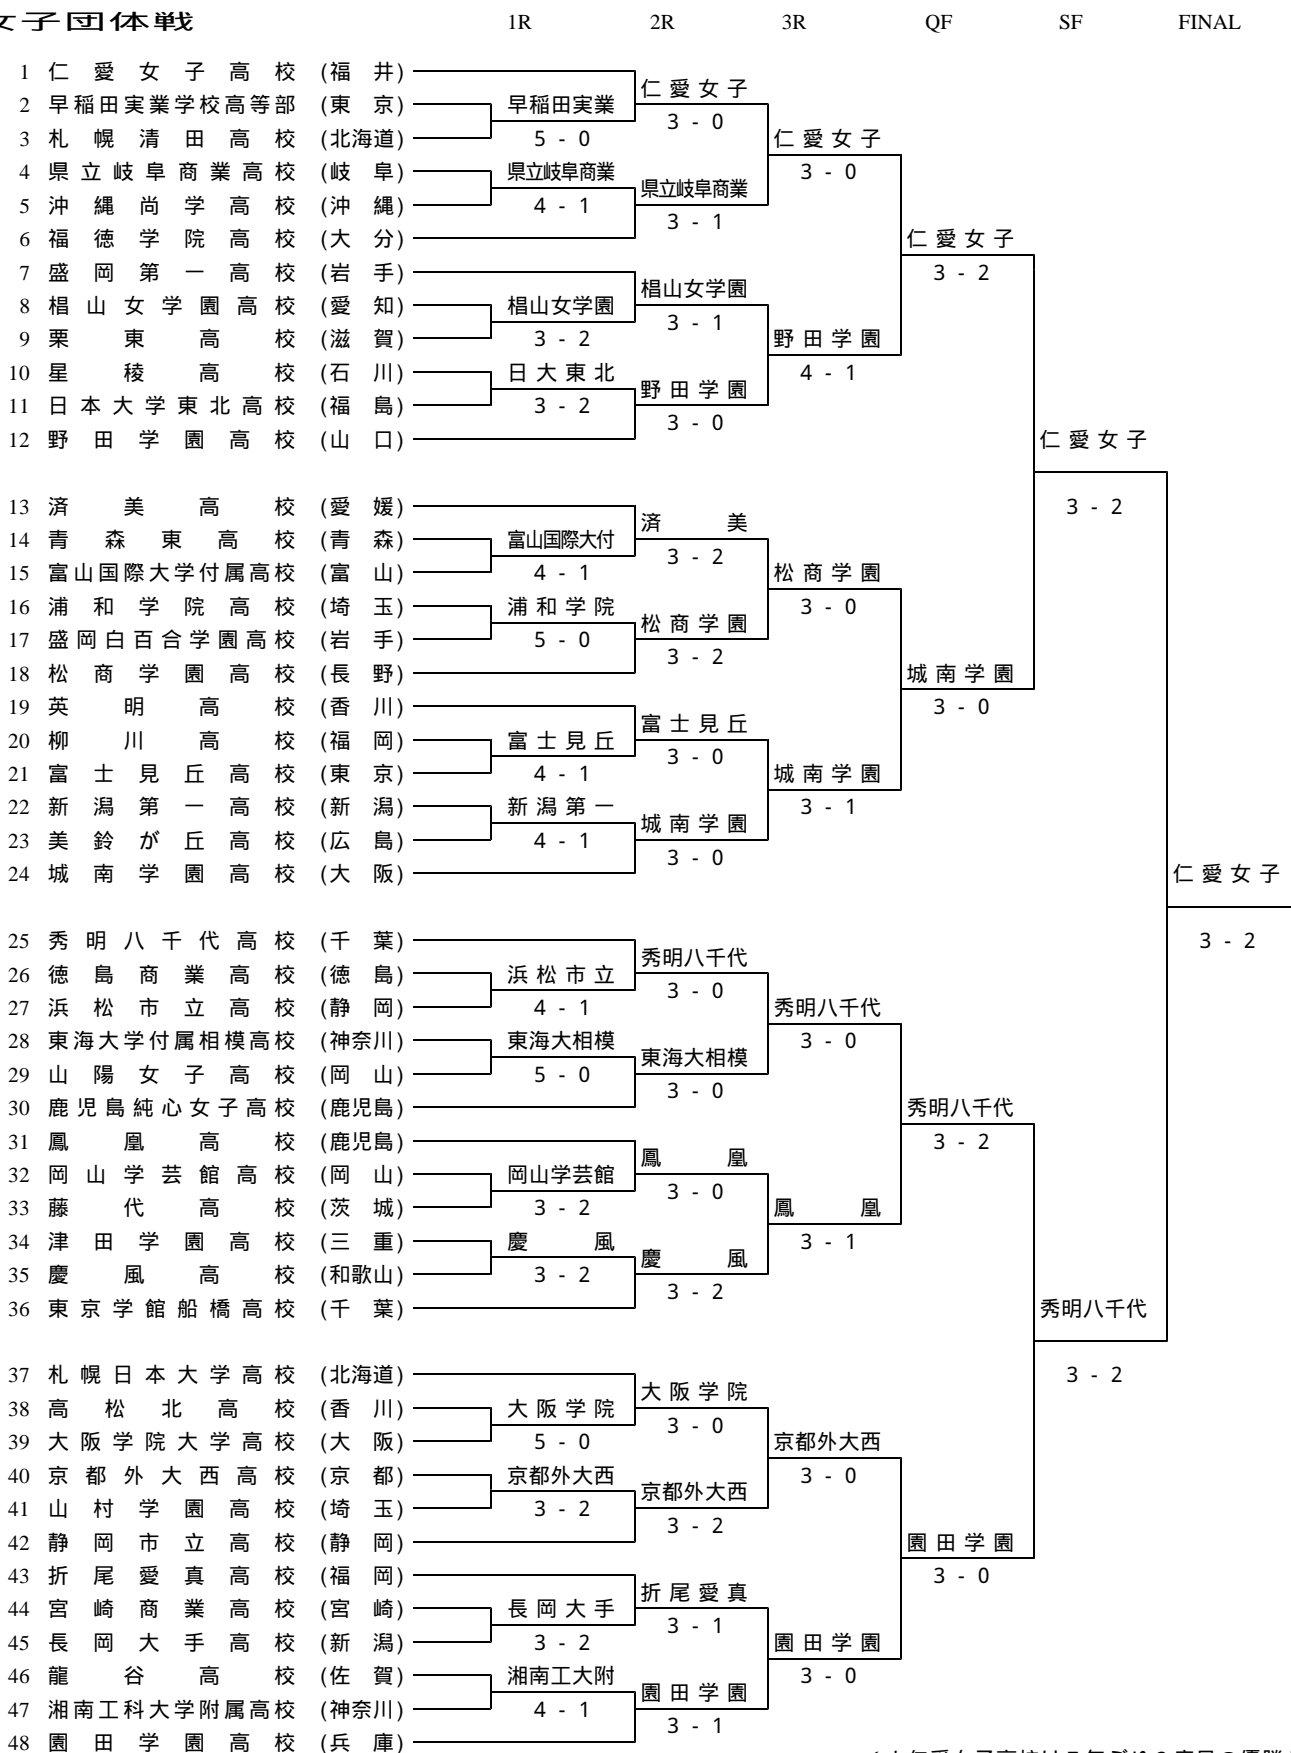 女子団体戦 1R 2R 3R QF SF FINAL
1 仁愛女子高校 (福井)
仁愛女子
2 早稲田実業学校高等部 (東京) 早稲田実業
3 - 0
3 札幌清田高校 (北海道) 5 - 0 仁愛女子
4 県立岐阜商業高校 (岐阜) 県立岐阜商業 3 - 0
県立岐阜商業
5 沖縄尚学高校 (沖縄) 4 - 1
3 - 1
6 福徳学院高校 (大分) 仁愛女子
7 盛岡第一高校 (岩手) 3 - 2
椙山女学園
8 椙山女学園高校 (愛知) 椙山女学園
3 - 1
9 栗東高校 (滋賀) 3 - 2 野田学園
10 星稜高校 (石川) 日大東北 4 - 1
野田学園
11 日本大学東北高校 (福島) 3 - 2
3 - 0
12 野田学園高校 (山口) 仁愛女子
13 済美高校 (愛媛) 3 - 2
済美
14 青森東高校 (青森) 富山国際大付
3 - 2
15 富山国際大学付属高校 (富山) 4 - 1 松商学園
16 浦和学院高校 (埼玉) 浦和学院 3 - 0
松商学園
17 盛岡白百合学園高校 (岩手) 5 - 0
3 - 2
18 松商学園高校 (長野) 城南学園
19 英明高校 (香川) 3 - 0
富士見丘
20 柳川高校 (福岡) 富士見丘
3 - 0
21 富士見丘高校 (東京) 4 - 1 城南学園
22 新潟第一高校 (新潟) 新潟第一 3 - 1
城南学園
23 美鈴が丘高校 (広島) 4 - 1
3 - 0
24 城南学園高校 (大阪) 仁愛女子
25 秀明八千代高校 (千葉) 3 - 2
秀明八千代
26 徳島商業高校 (徳島) 浜松市立
3 - 0
27 浜松市立高校 (静岡) 4 - 1 秀明八千代
28 東海大学付属相模高校 (神奈川) 東海大相模 3 - 0
東海大相模
29 山陽女子高校 (岡山) 5 - 0
3 - 0
30 鹿児島純心女子高校 (鹿児島) 秀明八千代
31 鳳凰高校 (鹿児島) 3 - 2
鳳凰
32 岡山学芸館高校 (岡山) 岡山学芸館
3 - 0
33 藤代高校 (茨城) 3 - 2 鳳凰
34 津田学園高校 (三重) 慶風 3 - 1
慶風
35 慶風高校 (和歌山) 3 - 2
3 - 2
36 東京学館船橋高校 (千葉) 秀明八千代
37 札幌日本大学高校 (北海道) 3 - 2
大阪学院
38 高松北高校 (香川) 大阪学院
3 - 0
39 大阪学院大学高校 (大阪) 5 - 0 京都外大西
40 京都外大西高校 (京都) 京都外大西 3 - 0
京都外大西
41 山村学園高校 (埼玉) 3 - 2
3 - 2
42 静岡市立高校 (静岡) 園田学園
43 折尾愛真高校 (福岡) 3 - 0
折尾愛真
44 宮崎商業高校 (宮崎) 長岡大手
3 - 1
45 長岡大手高校 (新潟) 3 - 2 園田学園
46 龍谷高校 (佐賀) 湘南工大附 3 - 0
園田学園
47 湘南工科大学附属高校 (神奈川) 4 - 1
3 - 1
48 園田学園高校 (兵庫)